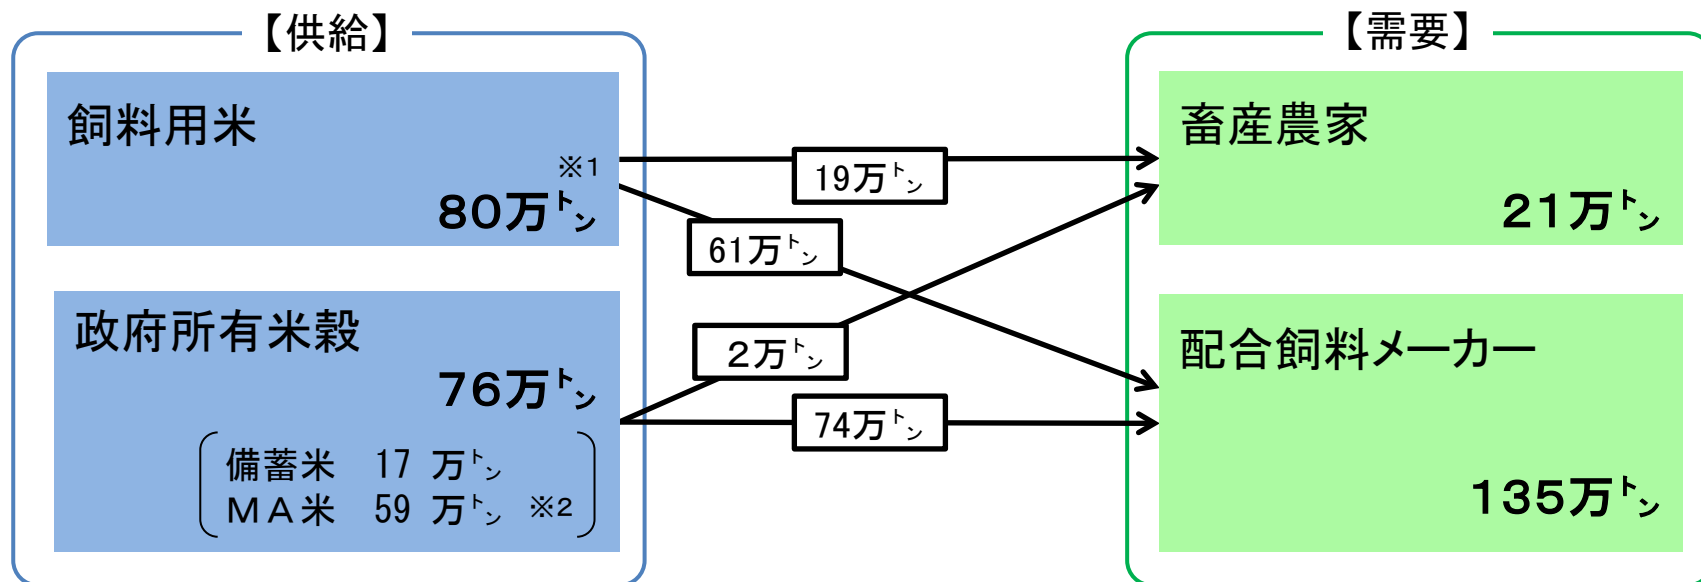 【供給】
飼料用米
※1
80万トン
政府所有米穀
76万トン
備蓄米 17 万トン
MA米 59 万トン ※2
19万トン
61万トン
2万トン
74万トン
【需要】
畜産農家
21万トン
配合飼料メーカー
135万トン